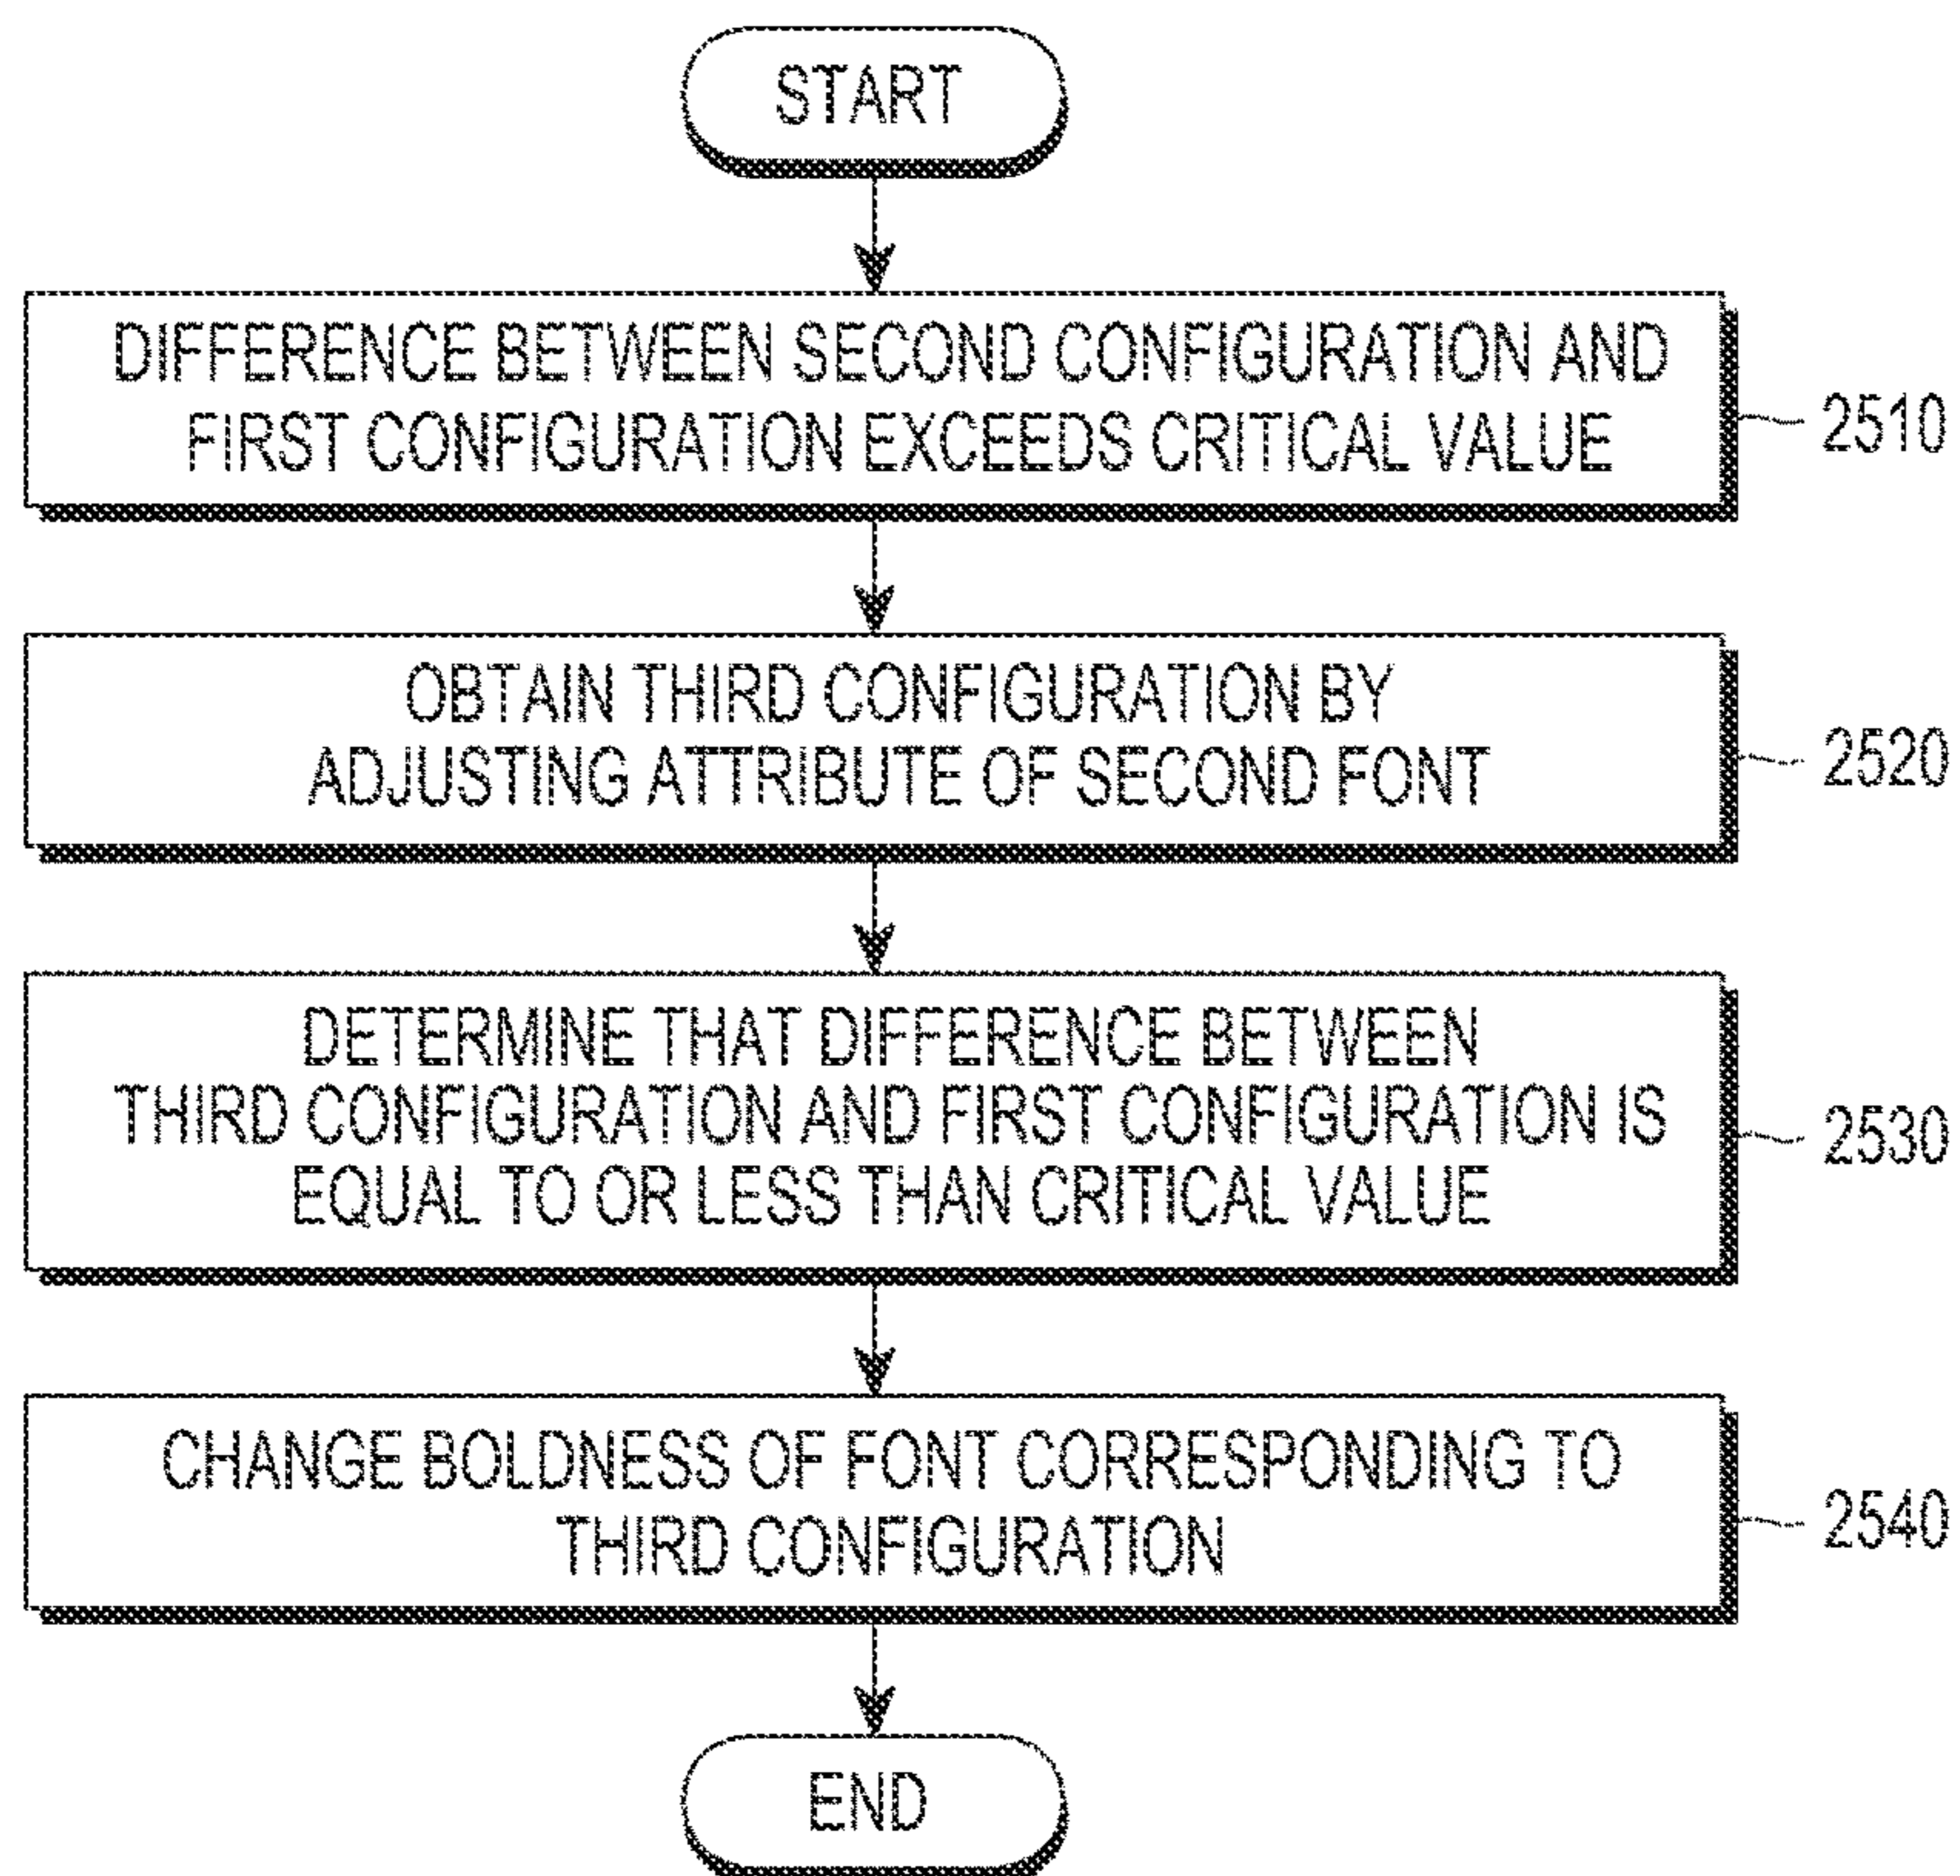 START
DIFFERENCE BETWEEN SECOND CONFIGURATION AND
FIRST CONFIGURATION EXCEEDS CRITICAL VALUE
2510
OBTAIN THIRD CONFIGURATION BY
ADJUSTING ATTRIBUTE OF SECOND FONT
2520
DETERMINE THAT DIFFERENCE BETWEEN
THIRD CONFIGURATION AND FIRST CONFIGURATION IS
EQUAL TO OR LESS THAN CRITICAL VALUE
2530
CHANGE BOLDNESS OF FONT CORRESPONDING TO
THIRD CONFIGURATION
2540
END